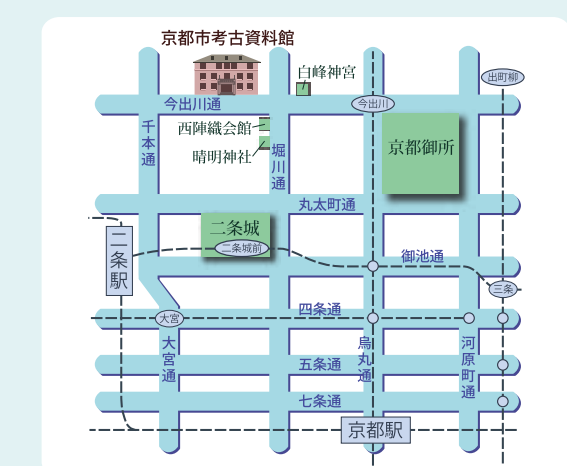 京都市考古資料館
白峰神宮
出町柳
今出川通
今出川
千本通
西陣織会館
晴明神社
堀川通
京都御所
丸太町通
二条城
二条城前
二条駅
御池通
三条
四条通
大宮
大宮通
烏丸通
河原町通
五条通
七条通
京都駅